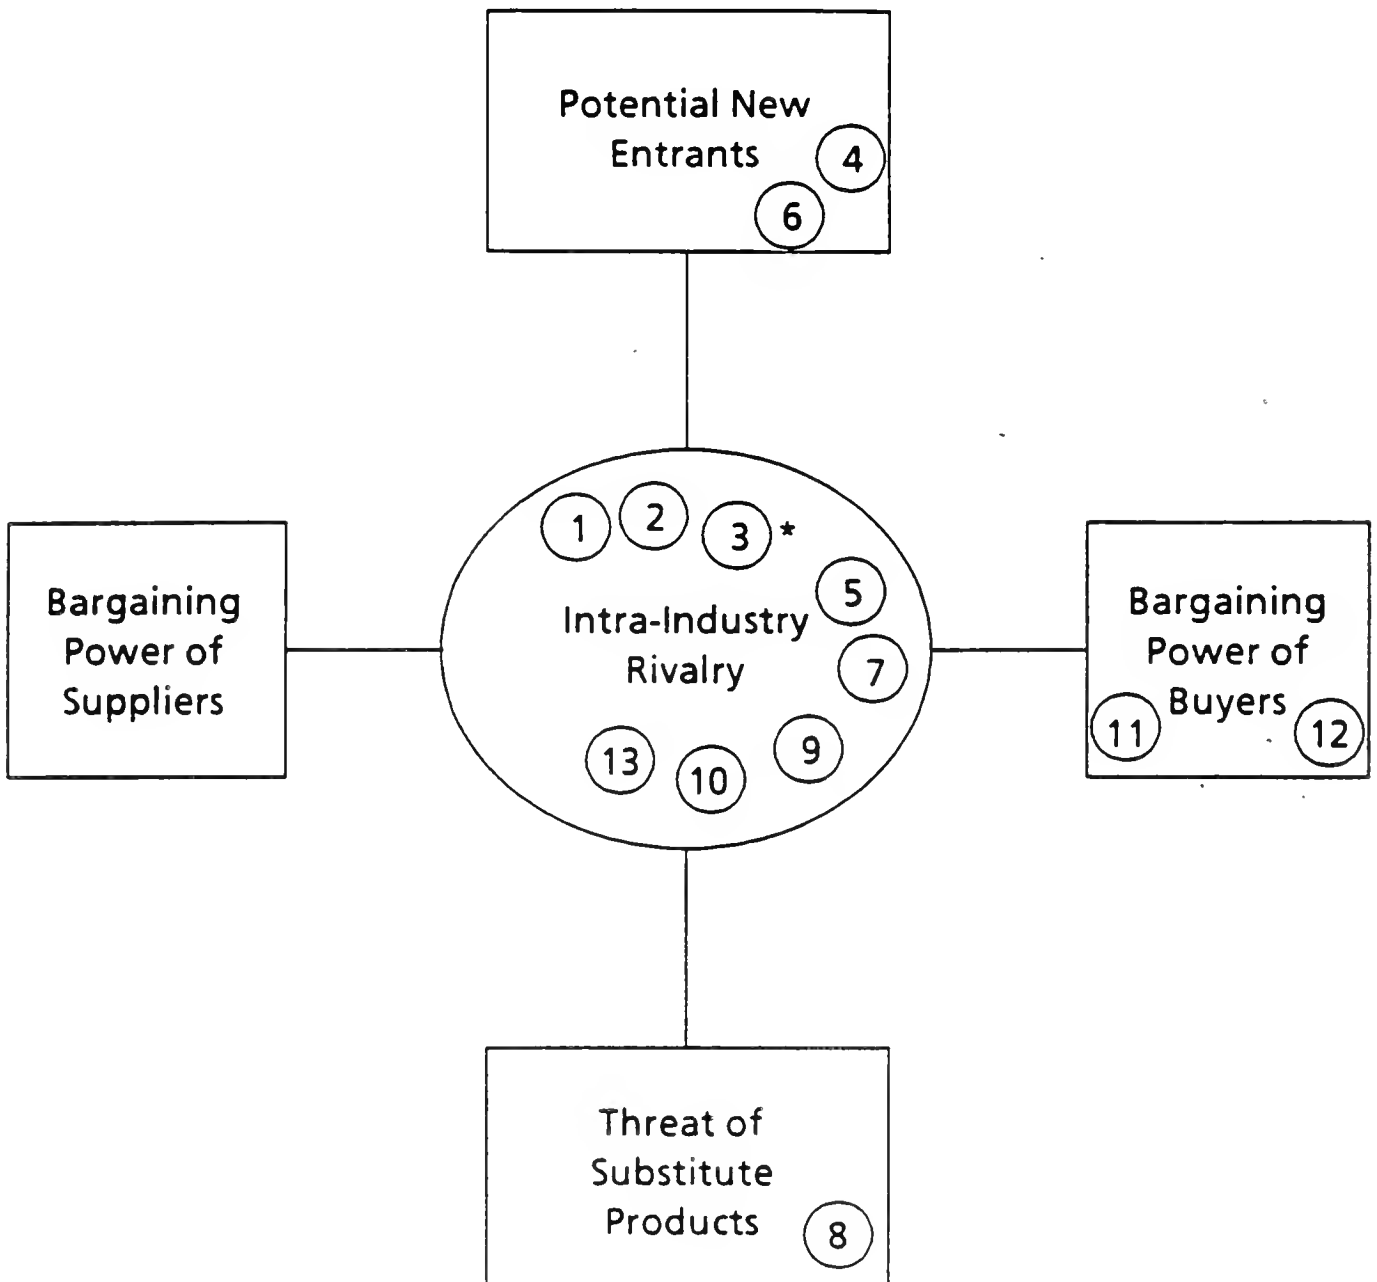 Potential New
Entrants
4
6
1
2
3 *
5
Intra-Industry
Rivalry
7
9
13
10
Bargaining
Power of
Suppliers
Bargaining
Power of
Buyers
11
12
Threat of
Substitute
Products
8